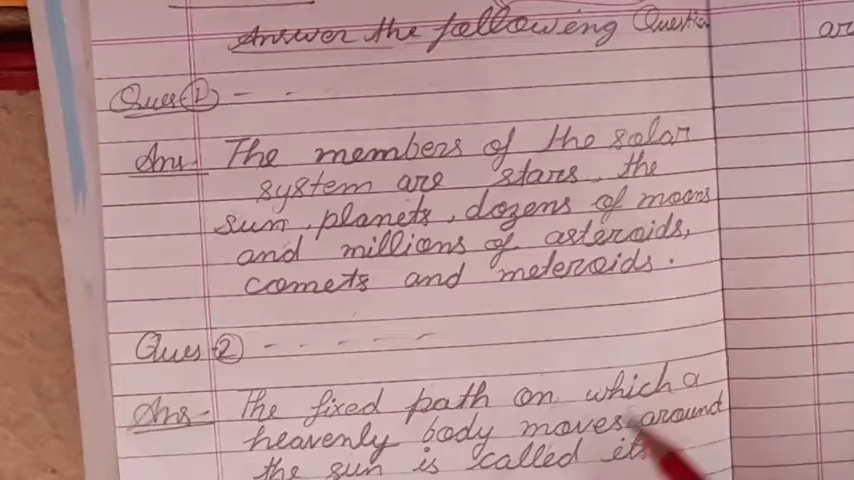 Answer the following Question
ar
Ques-① - - -
Ans- The members of the solar
system are stars, the
sun, planets, dozens of moons
and millions of asteroids,
comets and meteroids.
Ques-② - - - - - -
Ans- The fixed path on which a
heavenly body moves around
the sun is called its